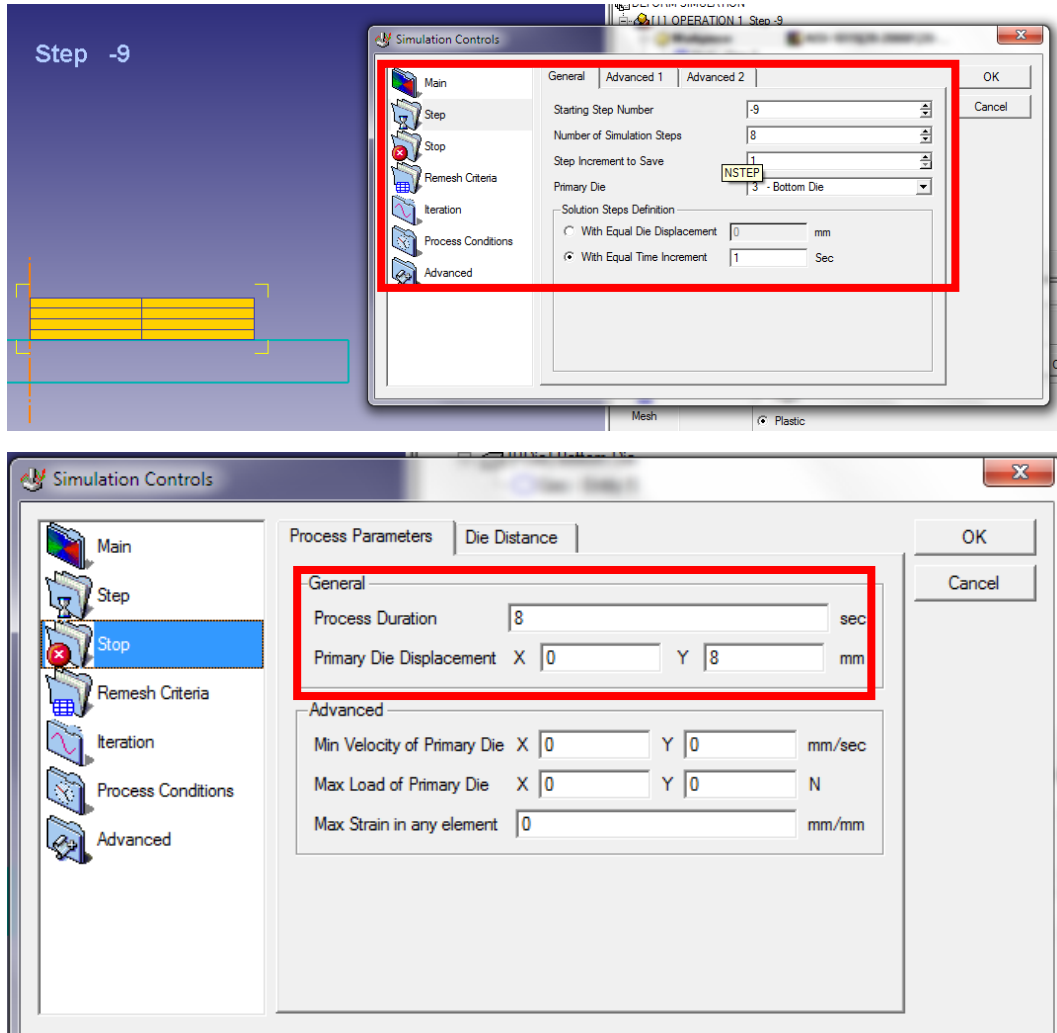 DEFORM SIMULATION
[1] OPERATION 1 Step -9
Step -9
Simulation Controls
Main
Step
Stop
Remesh Criteria
Iteration
Process Conditions
Advanced
General Advanced 1 Advanced 2
Starting Step Number -9
Number of Simulation Steps 8
Step Increment to Save 1
NSTEP
Primary Die 3 - Bottom Die
Solution Steps Definition
With Equal Die Displacement 0 mm
With Equal Time Increment 1 Sec
OK
Cancel
Mesh
Plastic
Simulation Controls
Main
Step
Stop
Remesh Criteria
Iteration
Process Conditions
Advanced
Process Parameters Die Distance
General
Process Duration 8 sec
Primary Die Displacement X 0 Y 8 mm
Advanced
Min Velocity of Primary Die X 0 Y 0 mm/sec
Max Load of Primary Die X 0 Y 0 N
Max Strain in any element 0 mm/mm
OK
Cancel